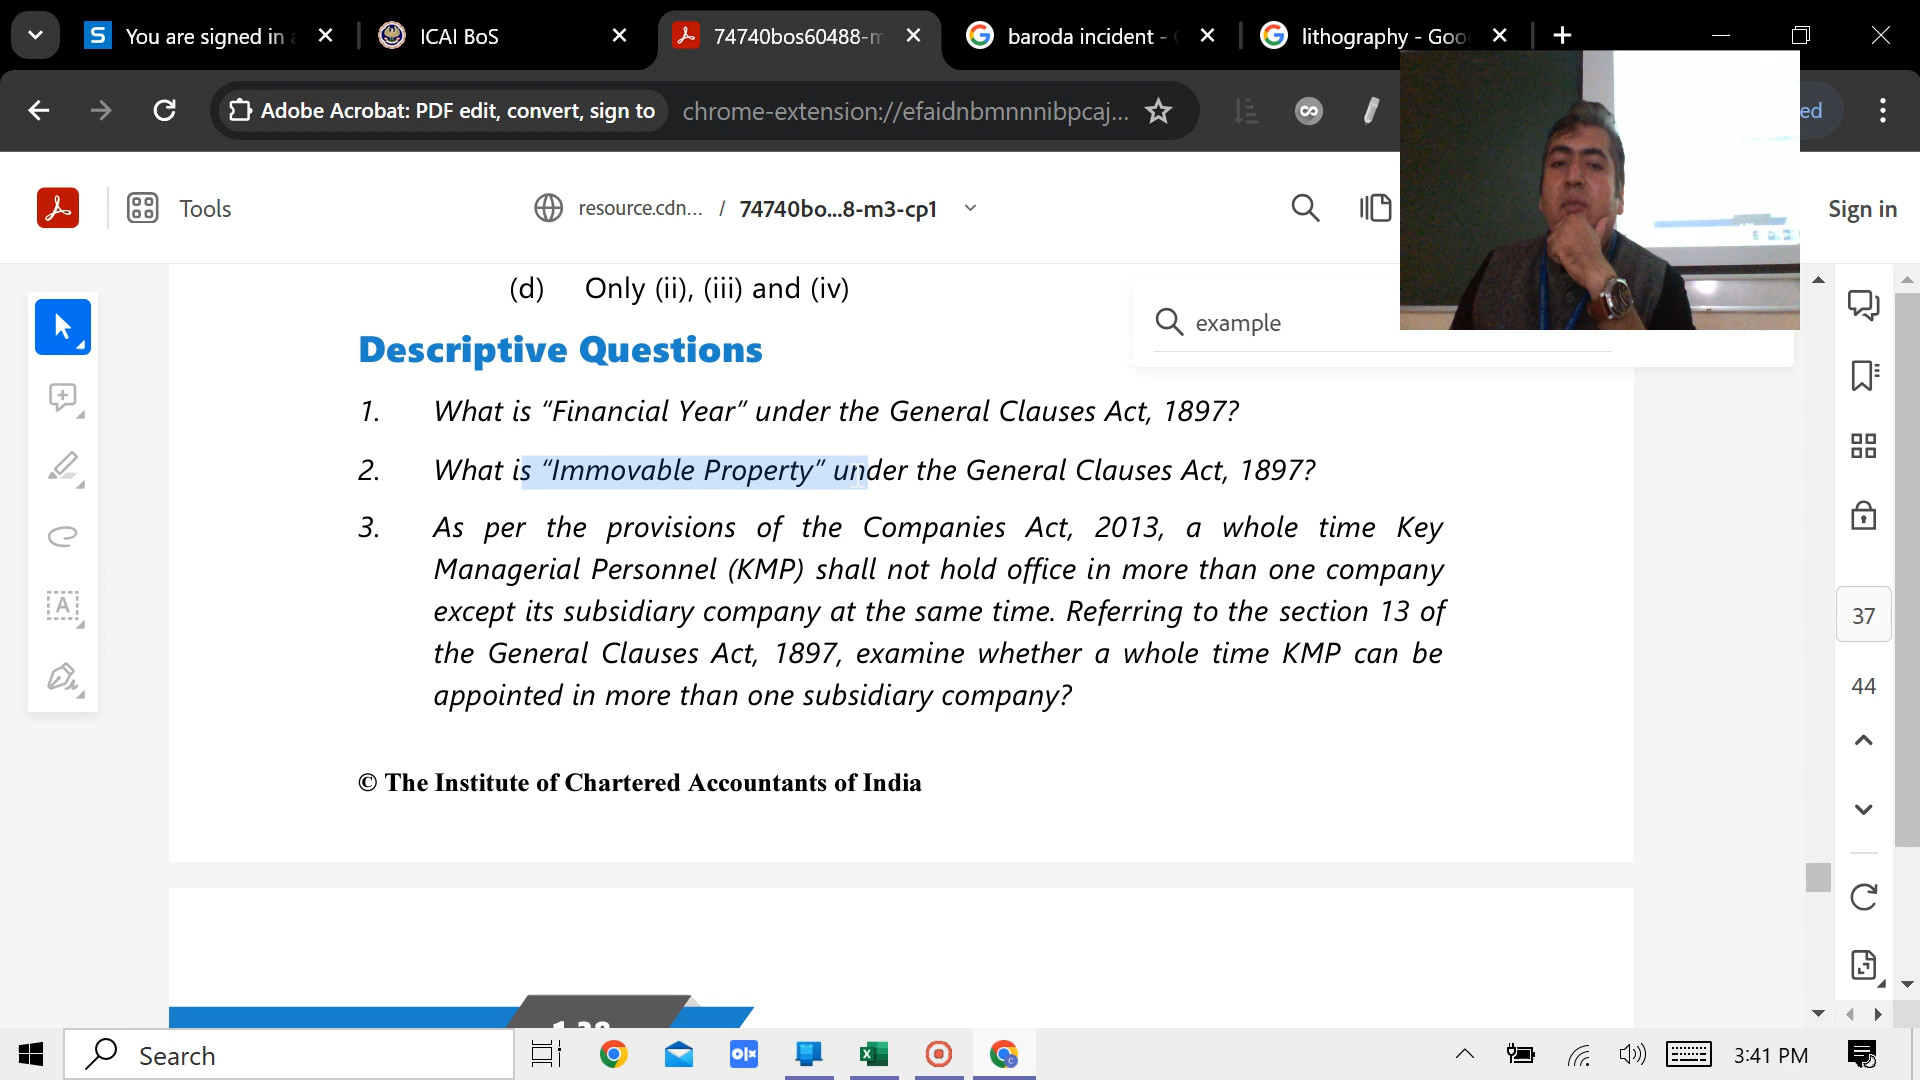 You are signed in
ICAI BoS
74740bos60488-m
baroda incident -
lithography - Goo
Adobe Acrobat: PDF edit, convert, sign to
chrome-extension://efaidnbmnnnibpcaj...
ed
Tools
resource.cdn... / 74740bo...8-m3-cp1
Sign in
(d) Only (ii), (iii) and (iv)
example
Descriptive Questions
1. What is “Financial Year” under the General Clauses Act, 1897?
2. What is “Immovable Property” under the General Clauses Act, 1897?
3. As per the provisions of the Companies Act, 2013, a whole time Key
Managerial Personnel (KMP) shall not hold office in more than one company
except its subsidiary company at the same time. Referring to the section 13 of
the General Clauses Act, 1897, examine whether a whole time KMP can be
appointed in more than one subsidiary company?
© The Institute of Chartered Accountants of India
37
44
Search
3:41 PM